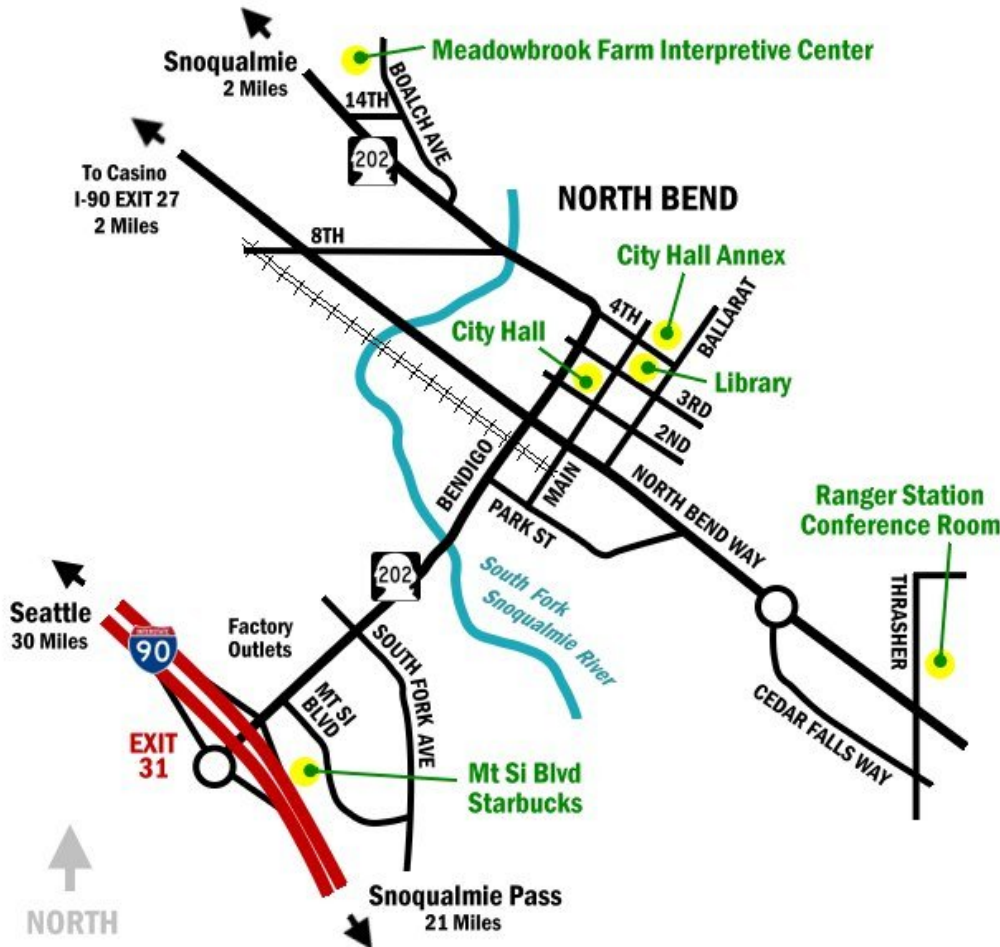 Meadowbrook Farm Interpretive Center
Snoqualmie
2 Miles
BOALCH AVE
14TH
202
To Casino
I-90 EXIT 27
2 Miles
NORTH BEND
8TH
City Hall Annex
4TH
BALLARAT
City Hall
Library
3RD
2ND
BENDIGO
MAIN
NORTH BEND WAY
PARK ST
Ranger Station
Conference Room
202
South Fork
Snoqualmie River
THRASHER
Seattle
30 Miles
INTERSTATE
90
Factory
Outlets
SOUTH FORK AVE
MT SI
BLVD
CEDAR FALLS WAY
EXIT
31
Mt Si Blvd
Starbucks
NORTH
Snoqualmie Pass
21 Miles